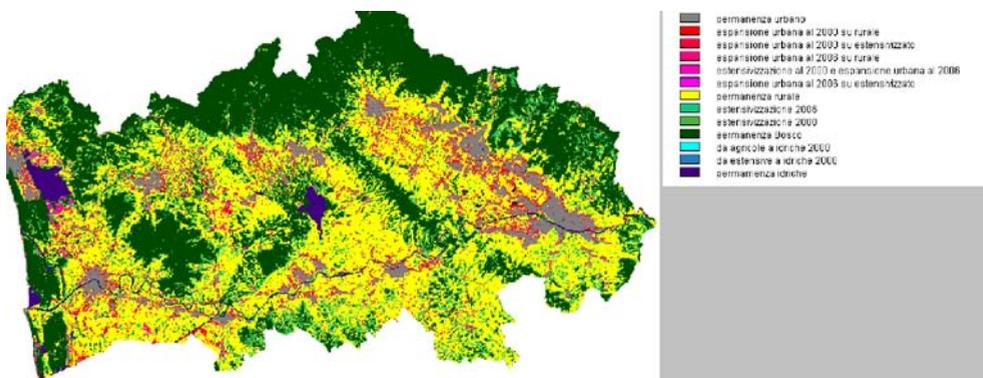 permanenza urbano
espansione urbana al 2000 su rurale
espansione urbana al 2000 su estensivizzato
espansione urbana al 2006 su rurale
estensivizzazione al 2000 e espansione urbana al 2006
espansione urbana al 2006 su estensivizzato
permanenza rurale
estensivizzazione 2006
estensivizzazione 2000
permanenza Bosco
da agricole a idriche 2000
da estensive a idriche 2000
permanenza idriche